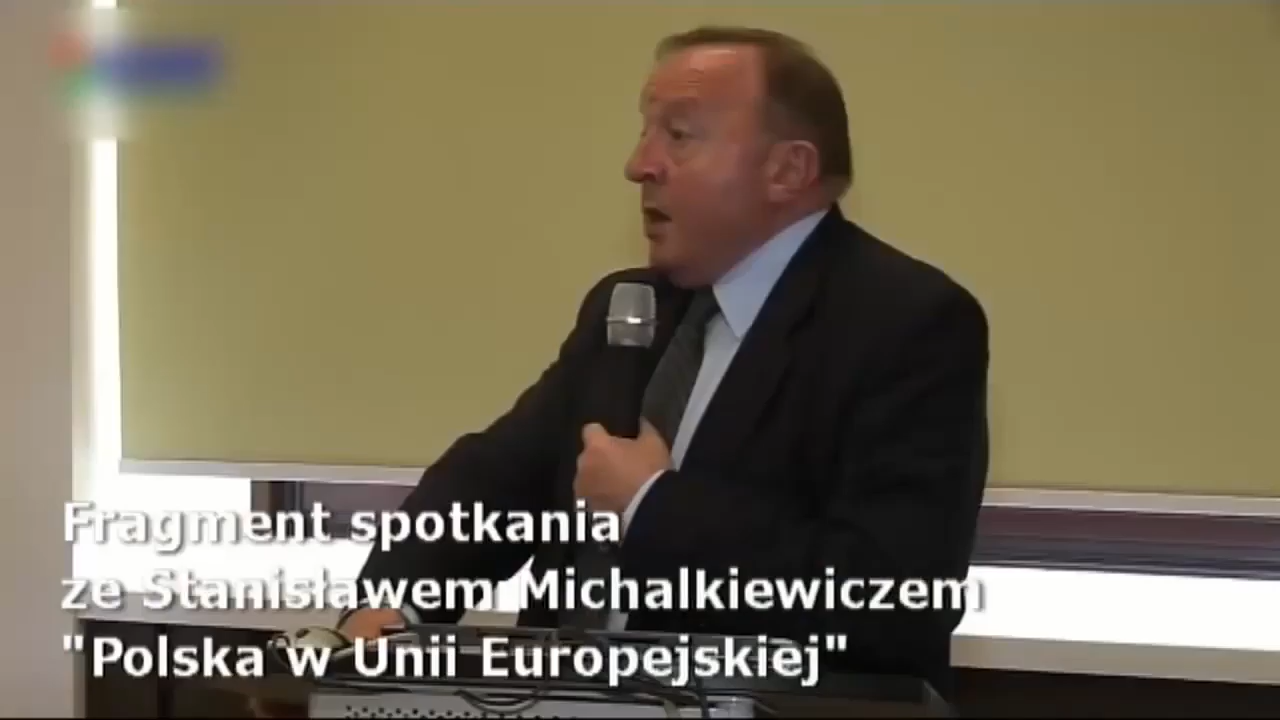 Fragment spotkania
ze Stanisławem Michalkiewiczem
"Polska w Unii Europejskiej"